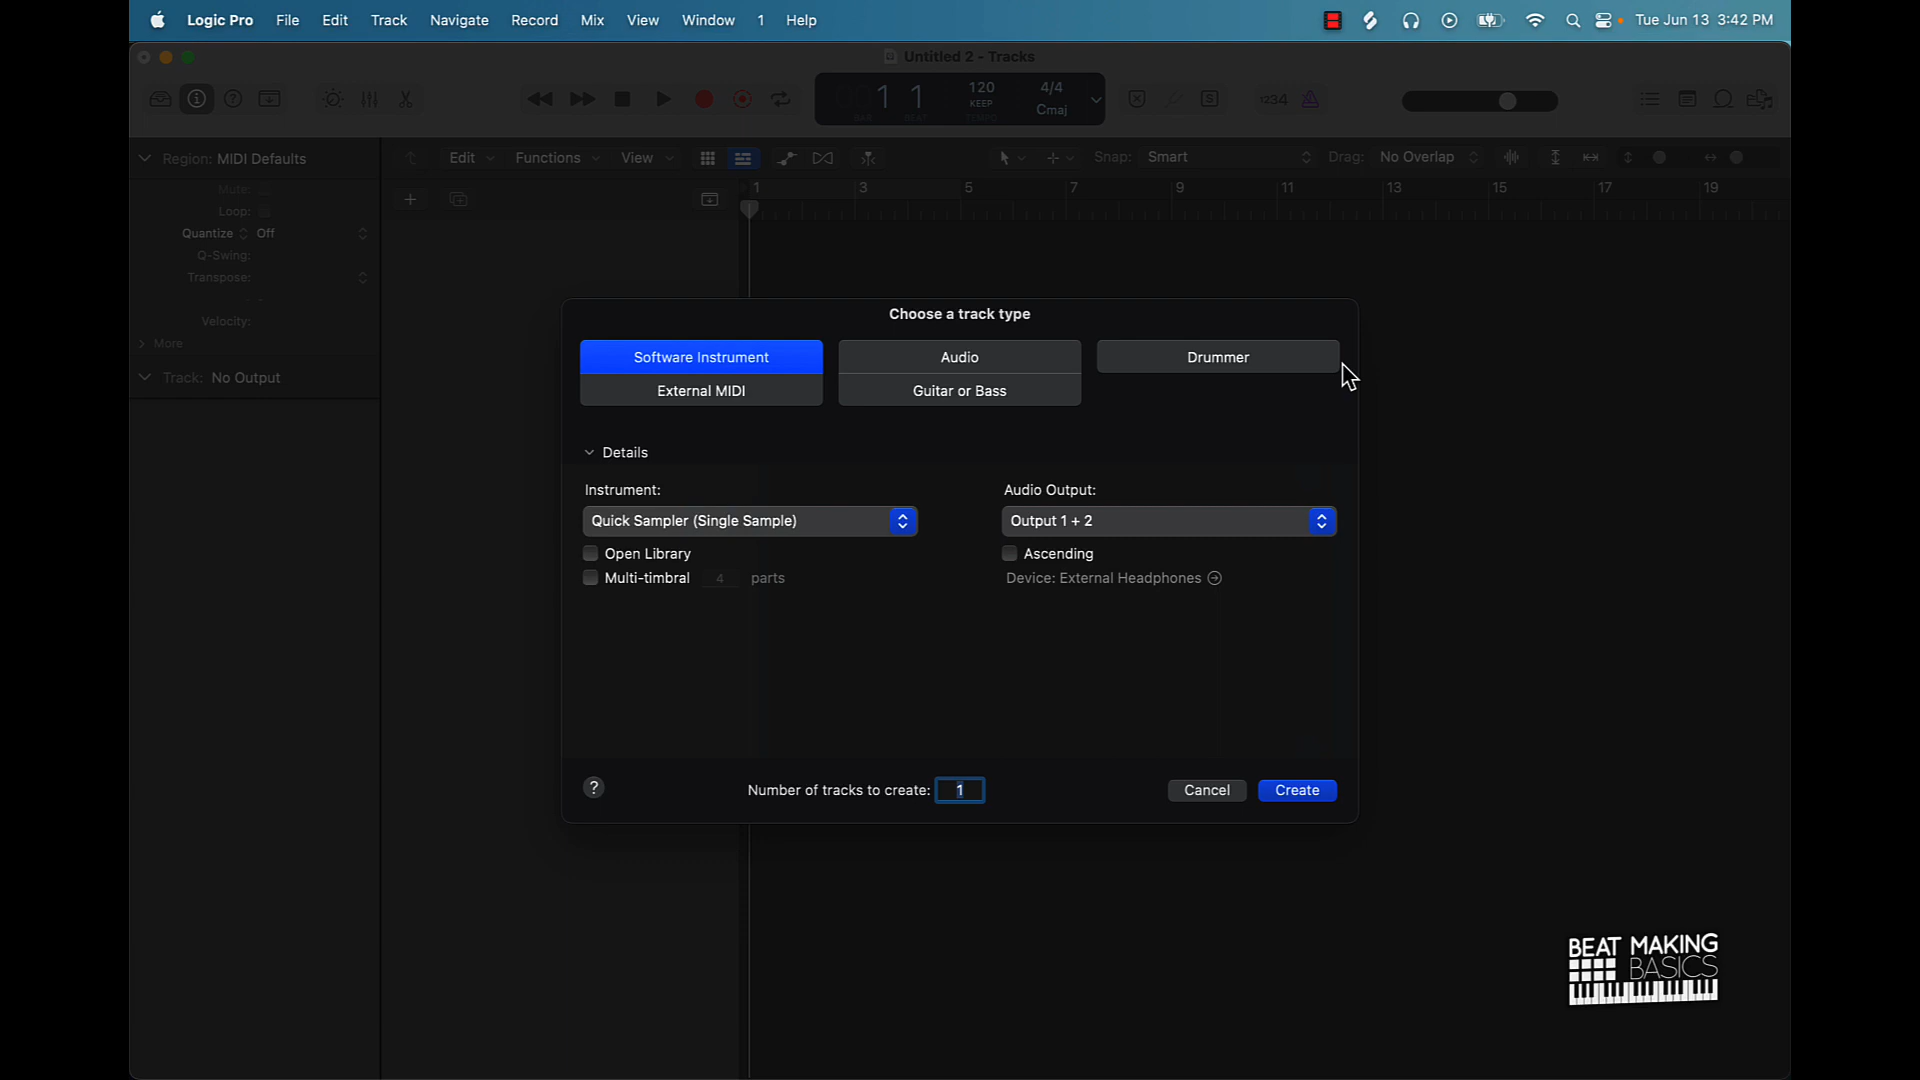 Logic Pro File Edit Track Navigate Record Mix View Window 1 Help Tue Jun 13 3:42 PM
Untitled 2 - Tracks
1 1 120 4/4
KEEP Cmaj
BAR BEAT TEMPO
1234
Region: MIDI Defaults
Edit Functions View Snap: Smart Drag: No Overlap
Mute:
1 3 5 7 9 11 13 15 17 19
Loop:
Quantize Off
Q-Swing:
Transpose:
Velocity:
More
Track: No Output
Choose a track type
Software Instrument Audio Drummer
External MIDI Guitar or Bass
Details
Instrument: Audio Output:
Quick Sampler (Single Sample) Output 1 + 2
Open Library Ascending
Multi-timbral 4 parts Device: External Headphones
? Number of tracks to create: 1 Cancel Create
BEAT MAKING
BASICS